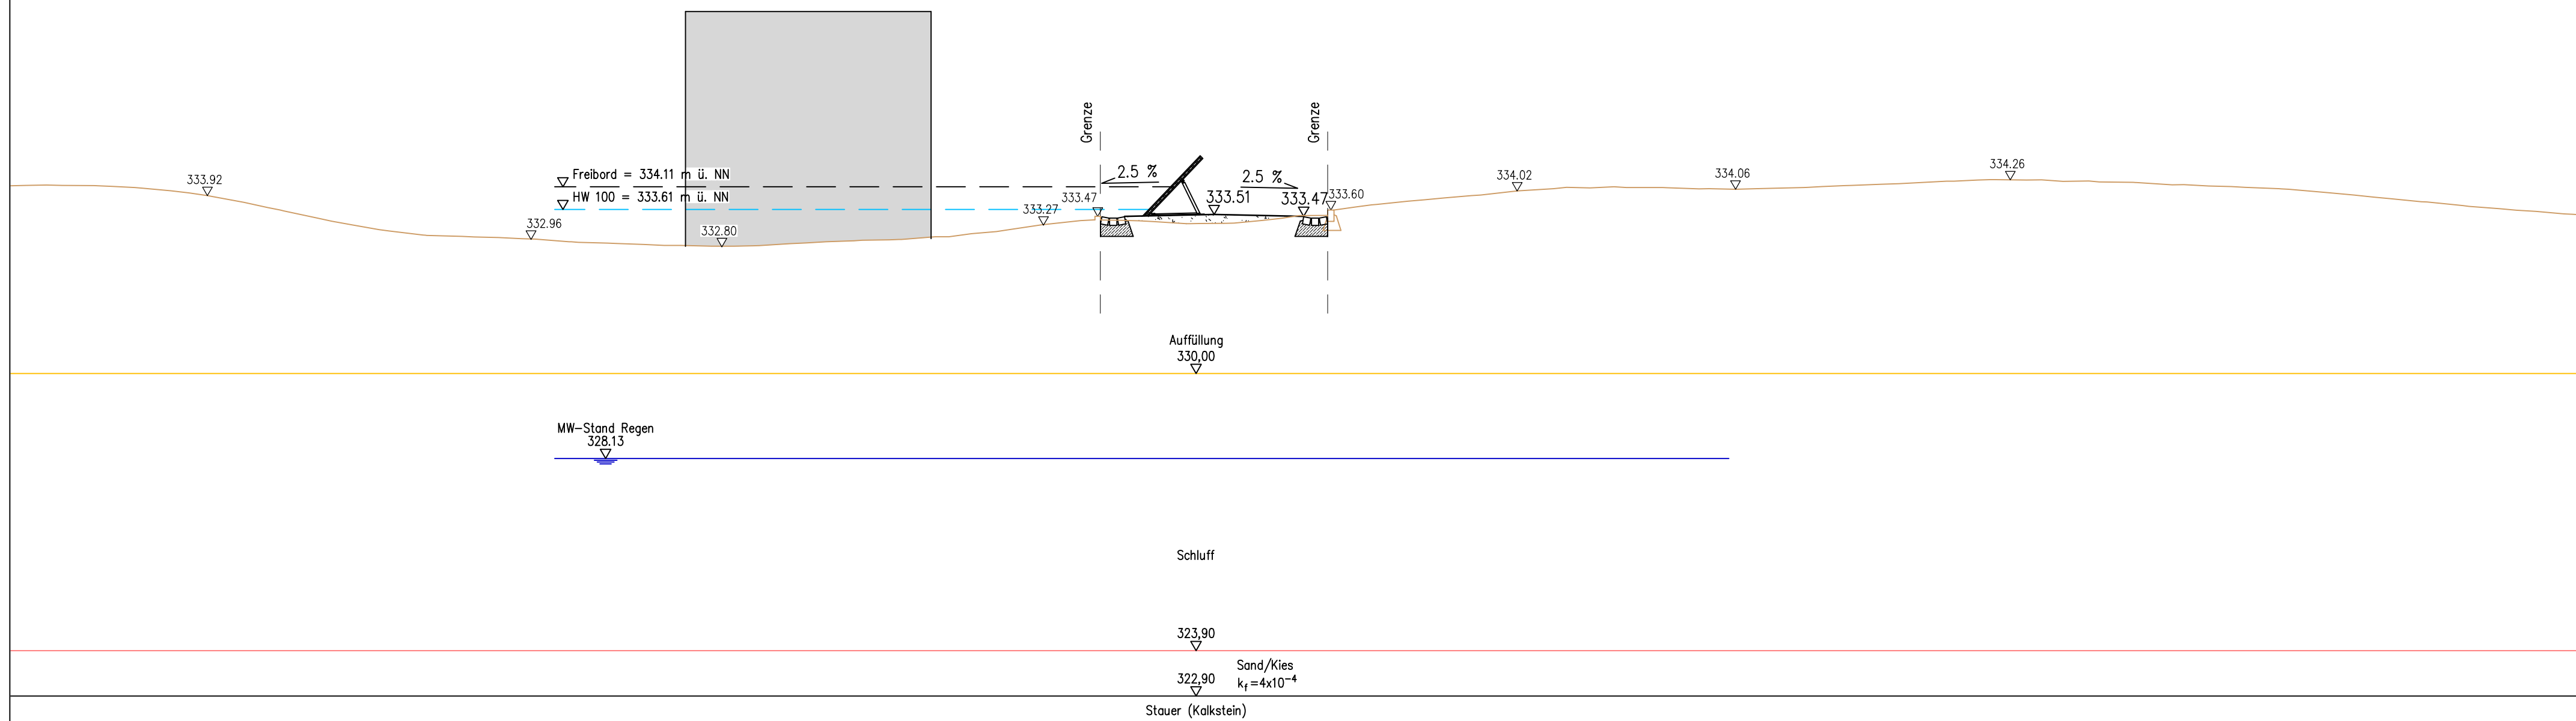 Grenze
Grenze
Freibord = 334.11 m ü. NN
HW 100 = 333.61 m ü. NN
333.92
332.96
332.80
333.27
333.47
2.5 %
333.51
2.5 %
333.47
333.60
334.02
334.06
334.26
Auffüllung
330,00
MW-Stand Regen
328.13
Schluff
323,90
Sand/Kies
kf=4x10⁻⁴
322,90
Stauer (Kalkstein)